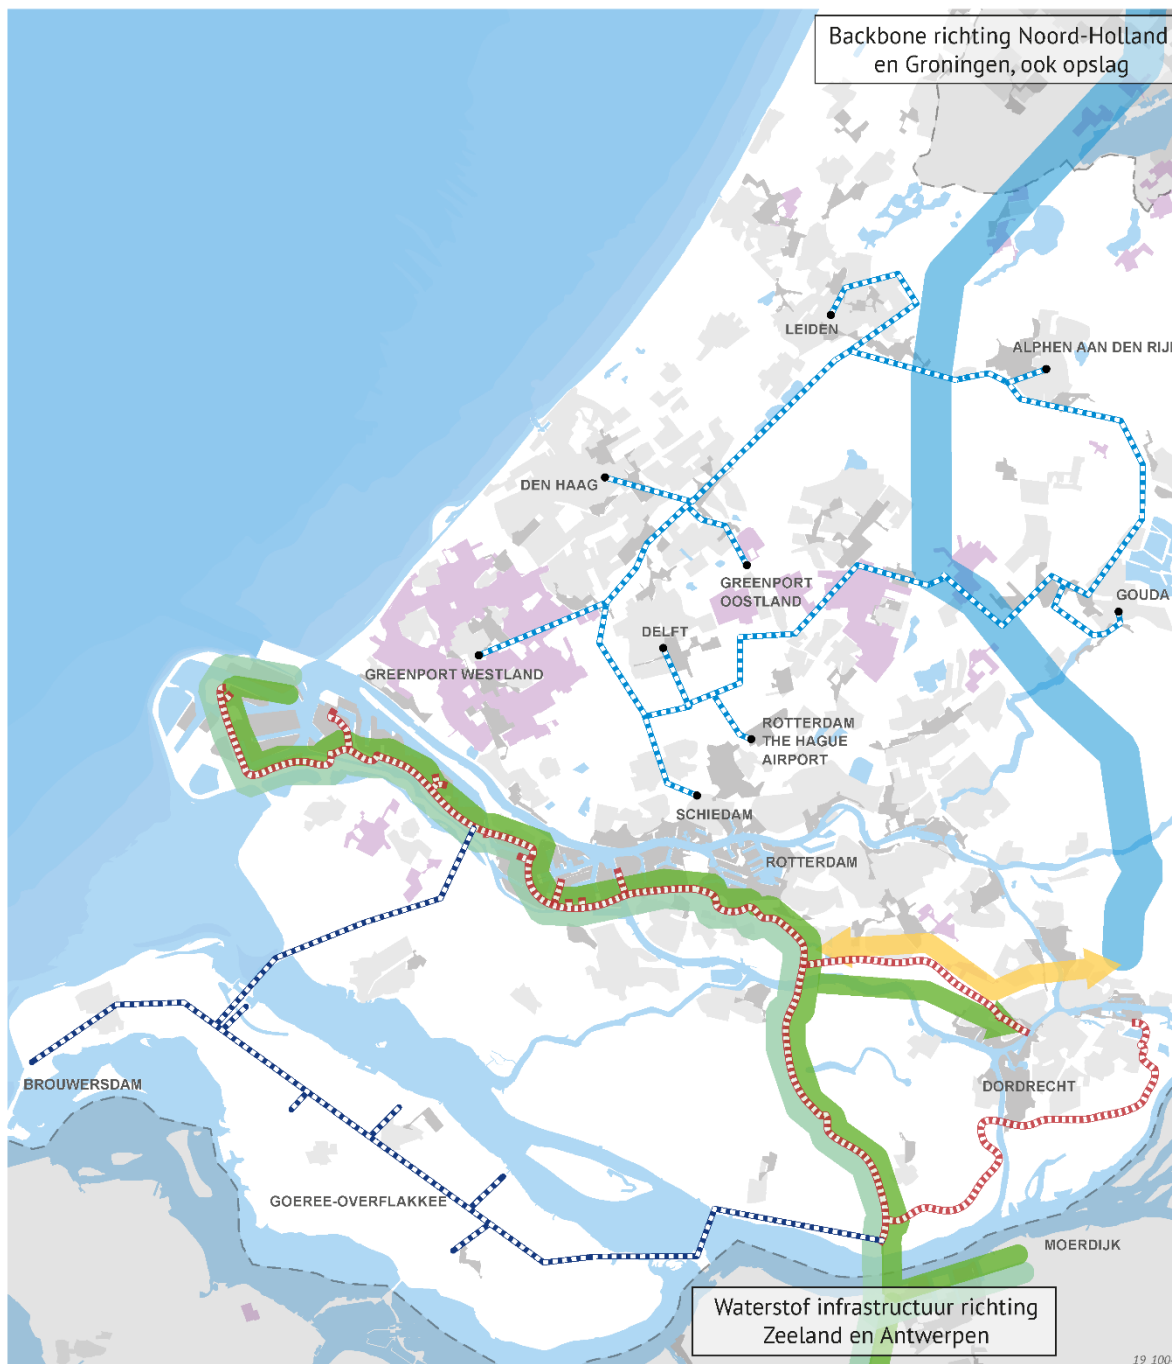 Backbone richting Noord-Holland
en Groningen, ook opslag
LEIDEN
ALPHEN AAN DEN RIJ
DEN HAAG
GREENPORT
OOSTLAND
GOUDA
DELFT
GREENPORT WESTLAND
ROTTERDAM
THE HAGUE
AIRPORT
SCHIEDAM
ROTTERDAM
BROUWERSDAM
DORDRECHT
GOEREE-OVERFLAKKEE
MOERDIJK
Waterstof infrastructuur richting
Zeeland en Antwerpen
19 100